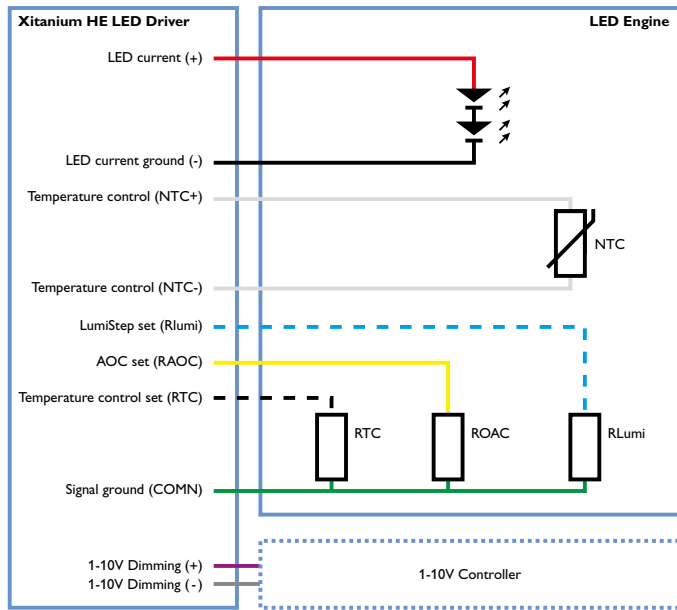 Xitanium HE LED Driver
LED Engine
LED current (+)
LED current ground (-)
Temperature control (NTC+)
NTC
Temperature control (NTC-)
LumiStep set (Rlumi)
AOC set (RAOC)
Temperature control set (RTC)
RTC
ROAC
RLumi
Signal ground (COMN)
1-10V Dimming (+)
1-10V Dimming (-)
1-10V Controller